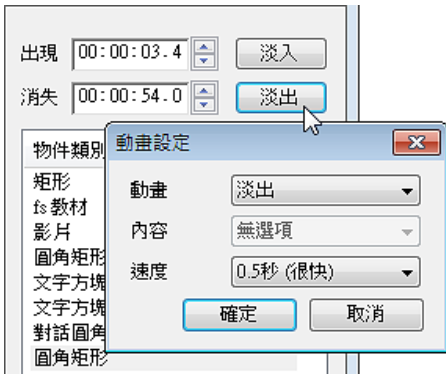 出現 00:00:03.4 淡入
消失 00:00:54.0 淡出
物件類別
動畫設定
矩形
fs教材
影片
圓角矩形
文字方塊
文字方塊
對話圓角
圓角矩形
動畫 淡出
內容 無選項
速度 0.5秒 (很快)
確定 取消